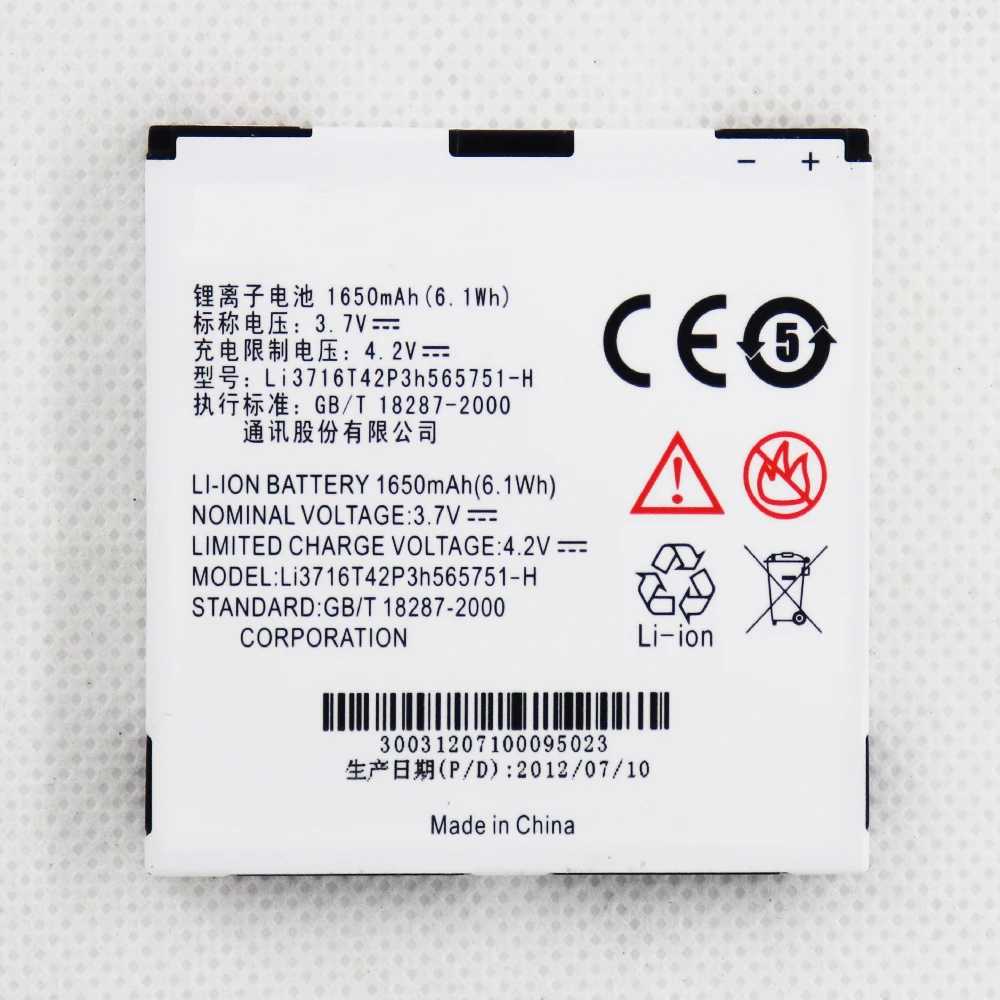 − +
锂离子电池 1650mAh(6.1Wh)
标称电压: 3.7V⎓
充电限制电压: 4.2V⎓
型号: Li3716T42P3h565751-H
执行标准: GB/T 18287-2000
通讯股份有限公司
CE 5
LI-ION BATTERY 1650mAh(6.1Wh)
NOMINAL VOLTAGE:3.7V⎓
LIMITED CHARGE VOLTAGE:4.2V⎓
MODEL:Li3716T42P3h565751-H
STANDARD:GB/T 18287-2000
CORPORATION
Li-ion
30031207100095023
生产日期(P/D):2012/07/10
Made in China